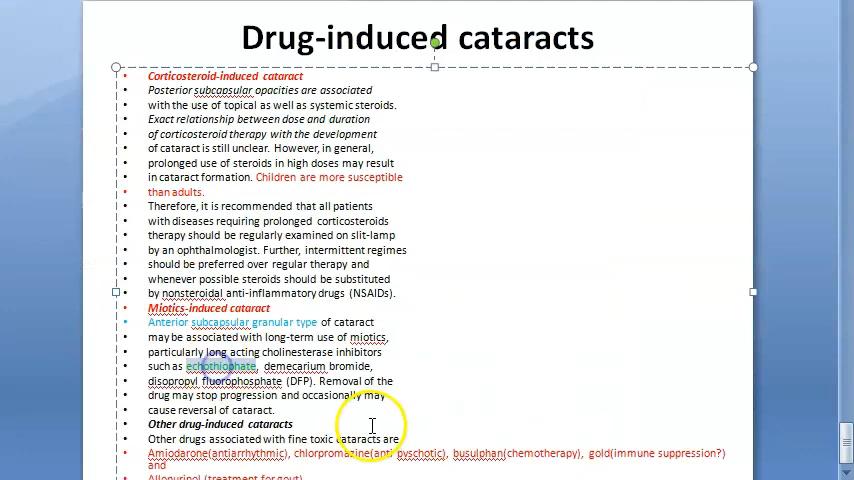 Drug-induced cataracts
• Corticosteroid-induced cataract
• Posterior subcapsular opacities are associated
• with the use of topical as well as systemic steroids.
• Exact relationship between dose and duration
• of corticosteroid therapy with the development
• of cataract is still unclear. However, in general,
• prolonged use of steroids in high doses may result
• in cataract formation. Children are more susceptible
• than adults.
• Therefore, it is recommended that all patients
• with diseases requiring prolonged corticosteroids
• therapy should be regularly examined on slit-lamp
• by an ophthalmologist. Further, intermittent regimes
• should be preferred over regular therapy and
• whenever possible steroids should be substituted
• by nonsteroidal anti-inflammatory drugs (NSAIDs).
• Miotics-induced cataract
• Anterior subcapsular granular type of cataract
• may be associated with long-term use of miotics,
• particularly long acting cholinesterase inhibitors
• such as echothiophate, demecarium bromide,
• disopropyl fluorophosphate (DFP). Removal of the
• drug may stop progression and occasionally may
• cause reversal of cataract.
• Other drug-induced cataracts
• Other drugs associated with fine toxic cataracts are
• Amiodarone(antiarrhythmic), chlorpromazine(anti pyschotic), busulphan(chemotherapy), gold(immune suppression?)
and
• Allopurinol (treatment for gout)